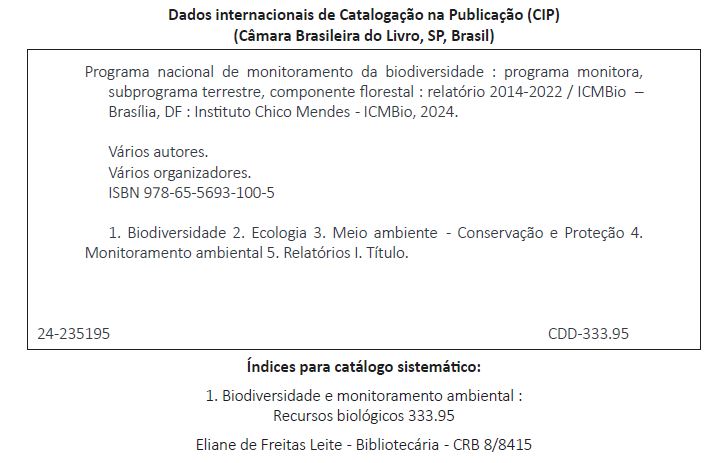 Dados internacionais de Catalogação na Publicação (CIP)
(Câmara Brasileira do Livro, SP, Brasil)
Programa nacional de monitoramento da biodiversidade : programa monitora,
subprograma terrestre, componente florestal : relatório 2014-2022 / ICMBio –
Brasília, DF : Instituto Chico Mendes - ICMBio, 2024.
Vários autores.
Vários organizadores.
ISBN 978-65-5693-100-5
1. Biodiversidade 2. Ecologia 3. Meio ambiente - Conservação e Proteção 4.
Monitoramento ambiental 5. Relatórios I. Título.
24-235195 CDD-333.95
Índices para catálogo sistemático:
1. Biodiversidade e monitoramento ambiental :
Recursos biológicos 333.95
Eliane de Freitas Leite - Bibliotecária - CRB 8/8415